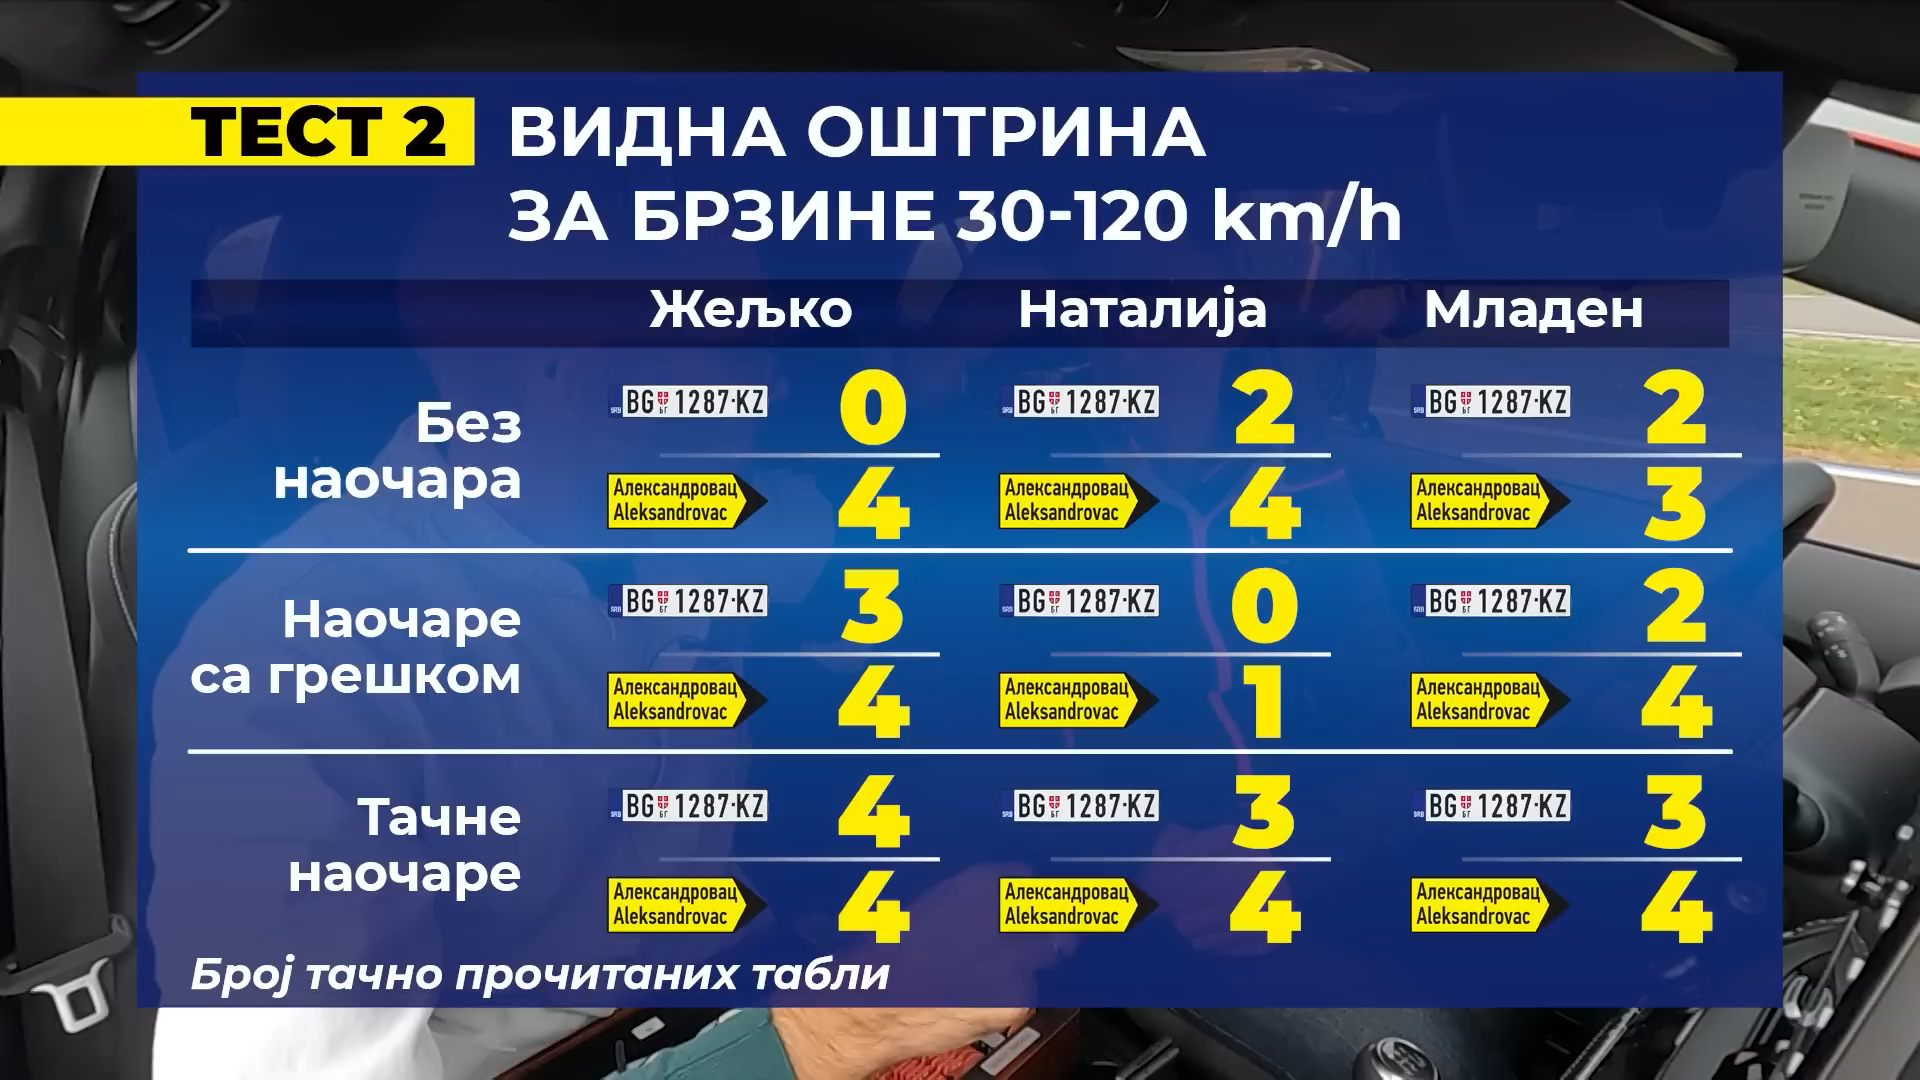 ТЕСТ 2 ВИДНА ОШТРИНА
ЗА БРЗИНЕ 30-120 km/h
Жељко Наталија Младен
Без
наочара
BG 1287-KZ 0 BG 1287-KZ 2 BG 1287-KZ 2
Александровац
Aleksandrovac 4
Александровац
Aleksandrovac 4
Александровац
Aleksandrovac 3
Наочаре
са грешком
BG 1287-KZ 3 BG 1287-KZ 0 BG 1287-KZ 2
Александровац
Aleksandrovac 4
Александровац
Aleksandrovac 1
Александровац
Aleksandrovac 4
Тачне
наочаре
BG 1287-KZ 4 BG 1287-KZ 3 BG 1287-KZ 3
Александровац
Aleksandrovac 4
Александровац
Aleksandrovac 4
Александровац
Aleksandrovac 4
Број тачно прочитаних табли